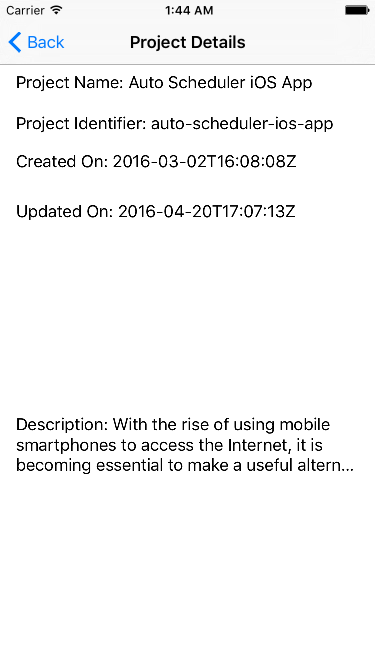 Carrier 1:44 AM
Back Project Details
Project Name: Auto Scheduler iOS App
Project Identifier: auto-scheduler-ios-app
Created On: 2016-03-02T16:08:08Z
Updated On: 2016-04-20T17:07:13Z
Description: With the rise of using mobile
smartphones to access the Internet, it is
becoming essential to make a useful altern...